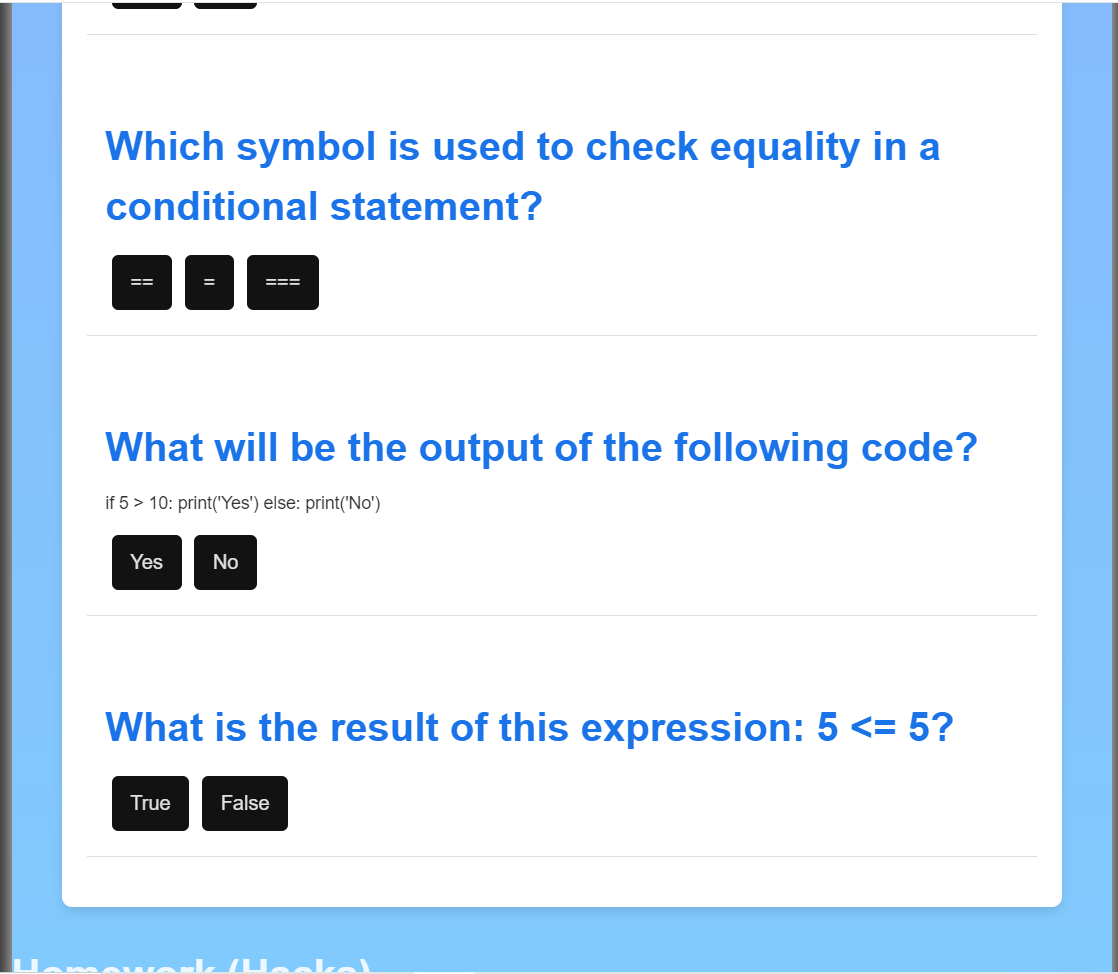 Which symbol is used to check equality in a
conditional statement?
== = ===
What will be the output of the following code?
if 5 > 10: print('Yes') else: print('No')
Yes No
What is the result of this expression: 5 <= 5?
True False
Homework (Hacks)